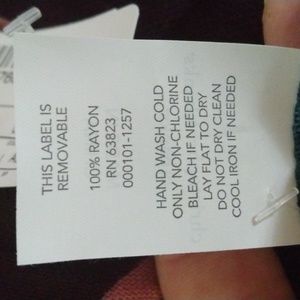 THIS LABEL IS
REMOVABLE
100% RAYON
RN 63823
000101-1257
HAND WASH COLD
ONLY NON-CHLORINE
BLEACH IF NEEDED
LAY FLAT TO DRY
DO NOT DRY CLEAN
COOL IRON IF NEEDED